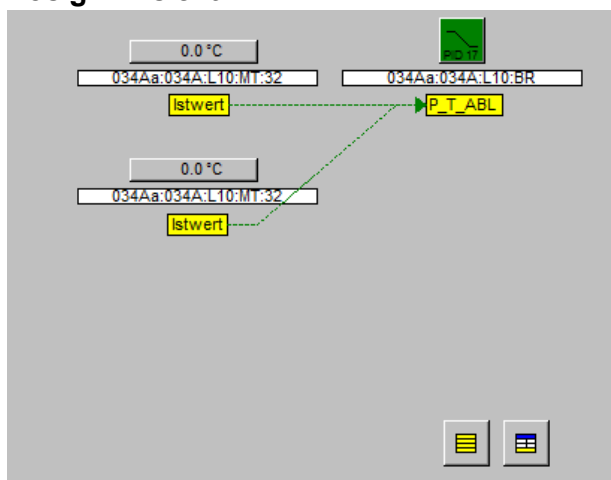 0.0 °C
PID 17
034Aa:034A:L10:MT:32
034Aa:034A:L10:BR
Istwert
P_T_ABL
0.0 °C
034Aa:034A:L10:MT:32
Istwert